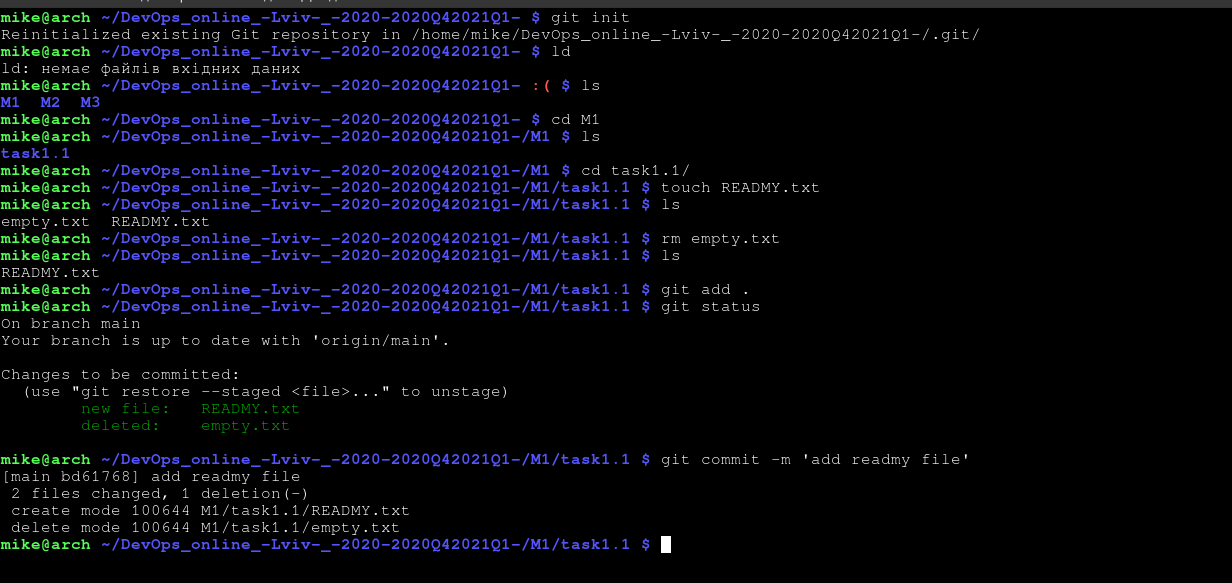 mike@arch ~/DevOps_online_-Lviv-_-2020-2020Q42021Q1- $ git init
Reinitialized existing Git repository in /home/mike/DevOps_online_-Lviv-_-2020-2020Q42021Q1-/.git/
mike@arch ~/DevOps_online_-Lviv-_-2020-2020Q42021Q1- $ ld
ld: немає файлів вхідних даних
mike@arch ~/DevOps_online_-Lviv-_-2020-2020Q42021Q1- :( $ ls
M1  M2  M3
mike@arch ~/DevOps_online_-Lviv-_-2020-2020Q42021Q1- $ cd M1
mike@arch ~/DevOps_online_-Lviv-_-2020-2020Q42021Q1-/M1 $ ls
task1.1
mike@arch ~/DevOps_online_-Lviv-_-2020-2020Q42021Q1-/M1 $ cd task1.1/
mike@arch ~/DevOps_online_-Lviv-_-2020-2020Q42021Q1-/M1/task1.1 $ touch READMY.txt
mike@arch ~/DevOps_online_-Lviv-_-2020-2020Q42021Q1-/M1/task1.1 $ ls
empty.txt  READMY.txt
mike@arch ~/DevOps_online_-Lviv-_-2020-2020Q42021Q1-/M1/task1.1 $ rm empty.txt
mike@arch ~/DevOps_online_-Lviv-_-2020-2020Q42021Q1-/M1/task1.1 $ ls
READMY.txt
mike@arch ~/DevOps_online_-Lviv-_-2020-2020Q42021Q1-/M1/task1.1 $ git add .
mike@arch ~/DevOps_online_-Lviv-_-2020-2020Q42021Q1-/M1/task1.1 $ git status
On branch main
Your branch is up to date with 'origin/main'.
Changes to be committed:
  (use "git restore --staged <file>..." to unstage)
        new file:   READMY.txt
        deleted:    empty.txt
mike@arch ~/DevOps_online_-Lviv-_-2020-2020Q42021Q1-/M1/task1.1 $ git commit -m 'add readmy file'
[main bd61768] add readmy file
 2 files changed, 1 deletion(-)
 create mode 100644 M1/task1.1/READMY.txt
 delete mode 100644 M1/task1.1/empty.txt
mike@arch ~/DevOps_online_-Lviv-_-2020-2020Q42021Q1-/M1/task1.1 $